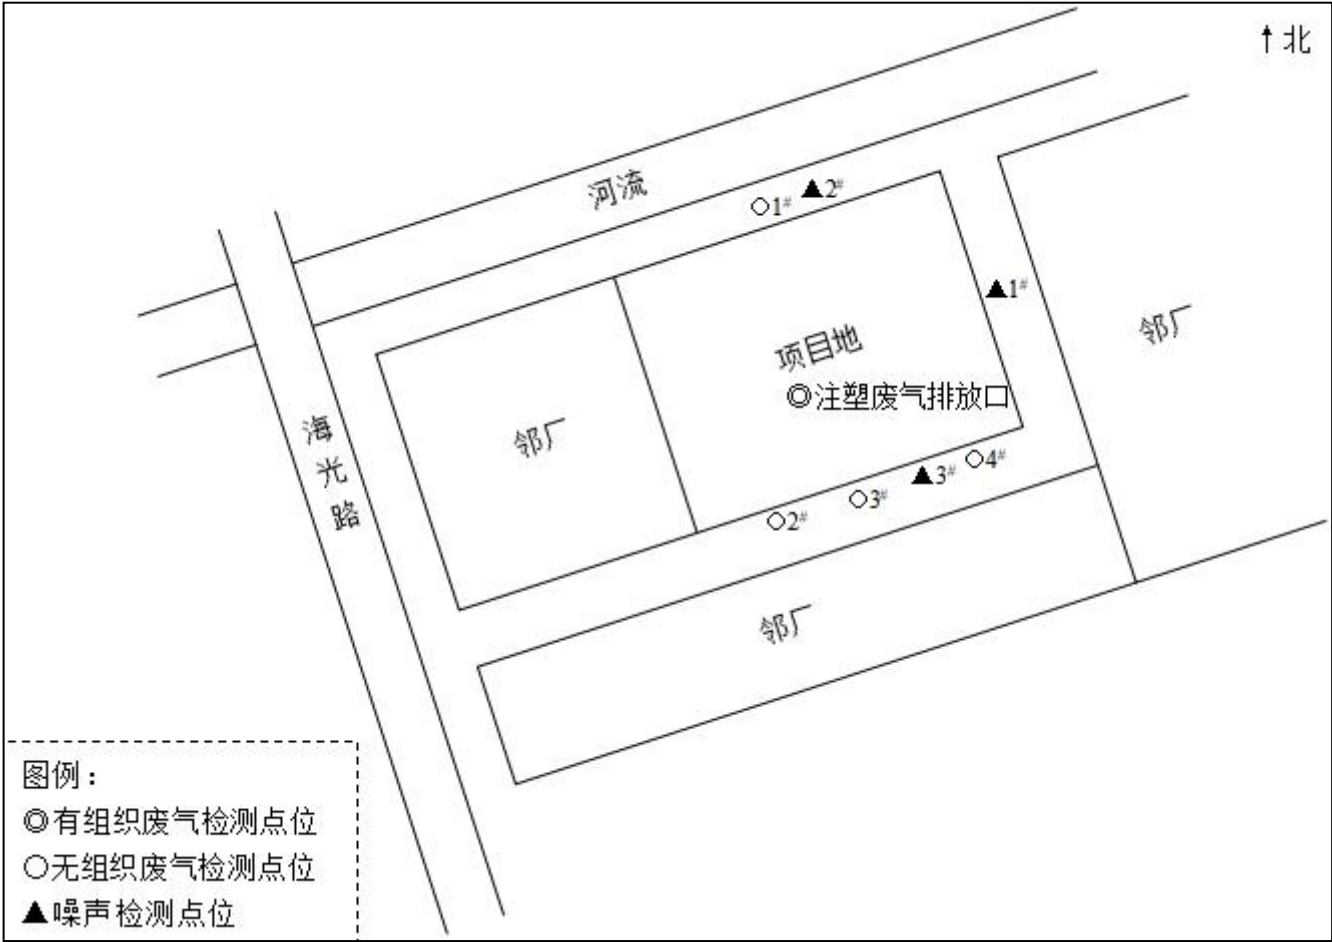 ↑北
河流
○1#
▲2#
▲1#
项目地
邻厂
◎注塑废气排放口
邻厂
海光路
○4#
▲3#
○3#
○2#
邻厂
图例：
◎有组织废气检测点位
○无组织废气检测点位
▲噪声检测点位